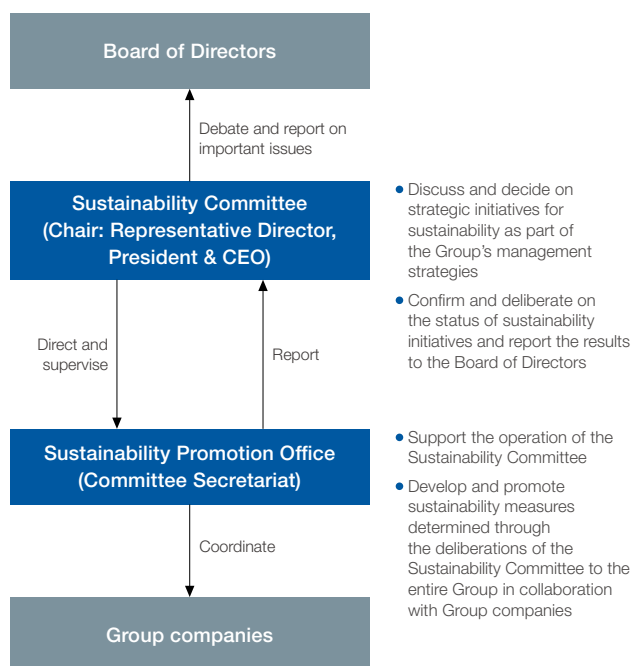 Board of Directors
Debate and report on
important issues
Sustainability Committee
(Chair: Representative Director,
President & CEO)
• Discuss and decide on
strategic initiatives for
sustainability as part of
the Group's management
strategies
• Confirm and deliberate on
the status of sustainability
initiatives and report the results
to the Board of Directors
Direct and
supervise
Report
Sustainability Promotion Office
(Committee Secretariat)
• Support the operation of the
Sustainability Committee
• Develop and promote
sustainability measures
determined through
the deliberations of the
Sustainability Committee to the
entire Group in collaboration
with Group companies
Coordinate
Group companies